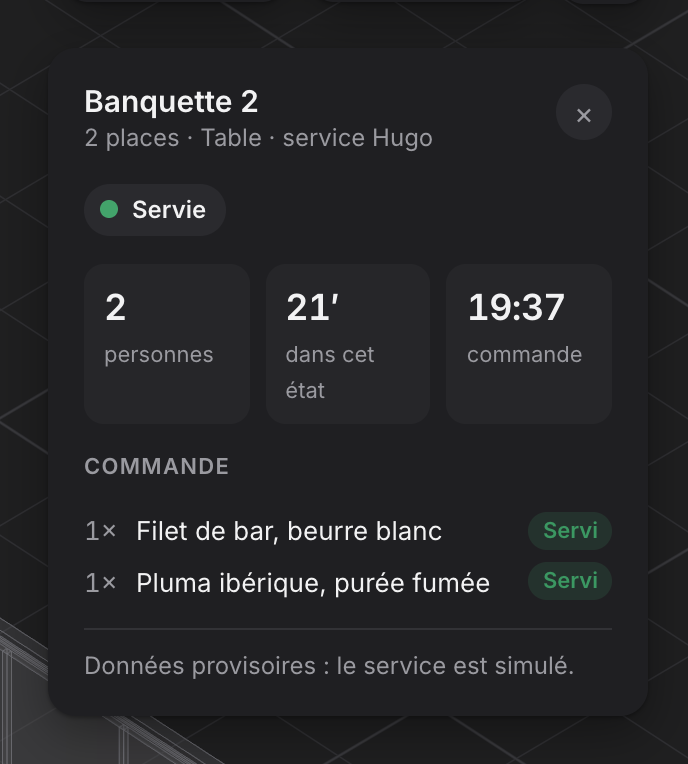 Banquette 2
2 places · Table · service Hugo
×
Servie
2
personnes
21′
dans cet
état
19:37
commande
COMMANDE
1× Filet de bar, beurre blanc Servi
1× Pluma ibérique, purée fumée Servi
Données provisoires : le service est simulé.